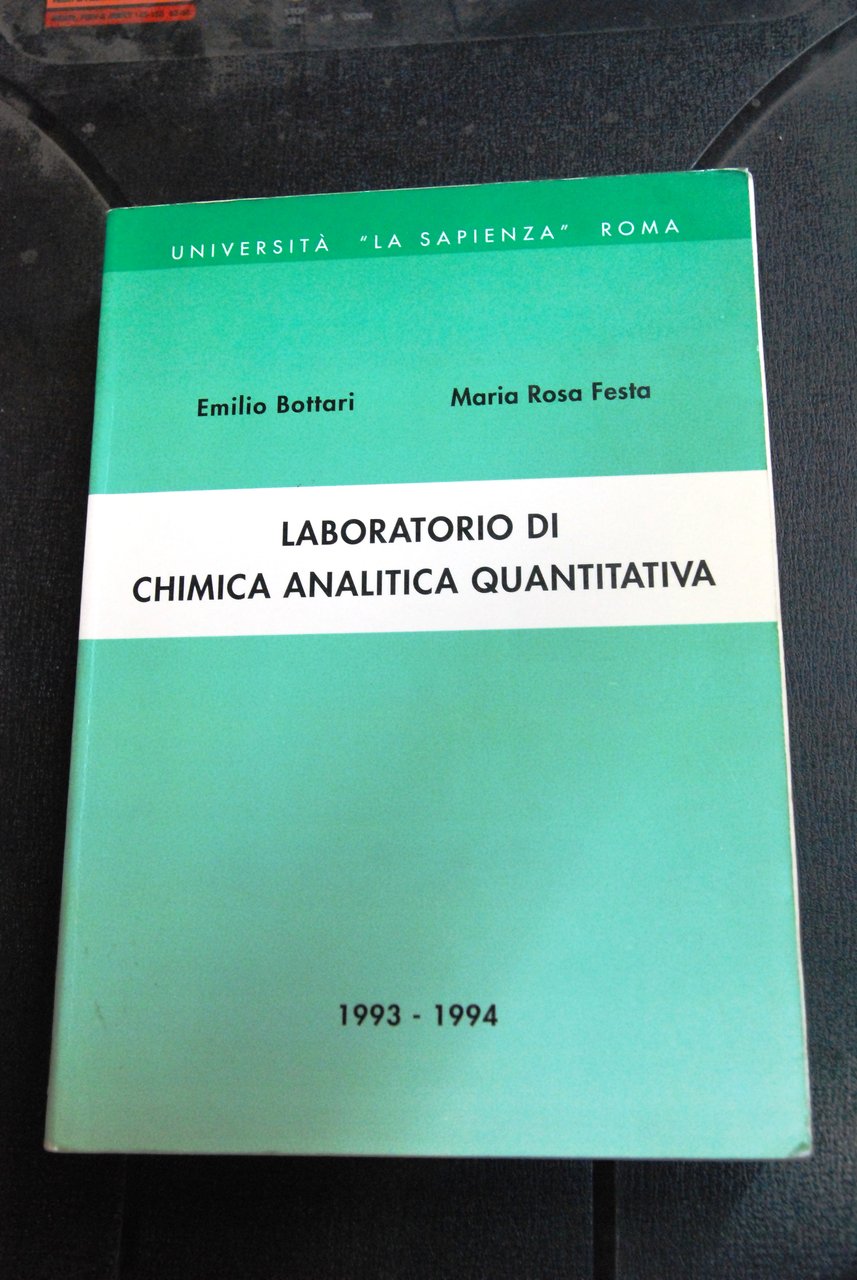 UNIVERSITÀ "LA SAPIENZA" ROMA
Emilio Bottari Maria Rosa Festa
LABORATORIO DI
CHIMICA ANALITICA QUANTITATIVA
1993 - 1994